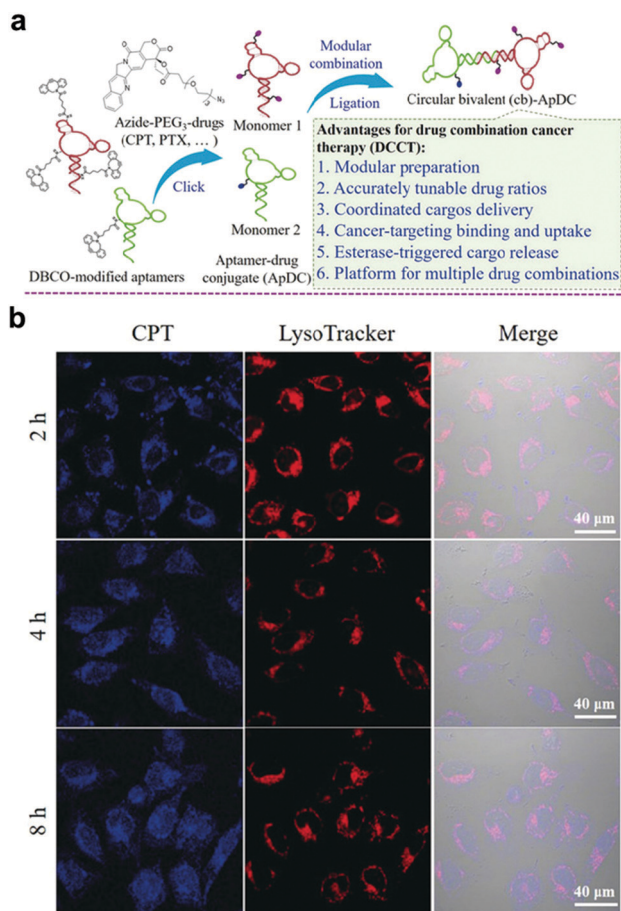 a
Azide-PEG3-drugs
(CPT, PTX, ... )
Click
DBCO-modified aptamers
Monomer 1
Monomer 2
Aptamer-drug
conjugate (ApDC)
Modular
combination
Ligation
Circular bivalent (cb)-ApDC
Advantages for drug combination cancer
therapy (DCCT):
1. Modular preparation
2. Accurately tunable drug ratios
3. Coordinated cargos delivery
4. Cancer-targeting binding and uptake
5. Esterase-triggered cargo release
6. Platform for multiple drug combinations
b
CPT LysoTracker Merge
2 h
40 μm
4 h
40 μm
8 h
40 μm